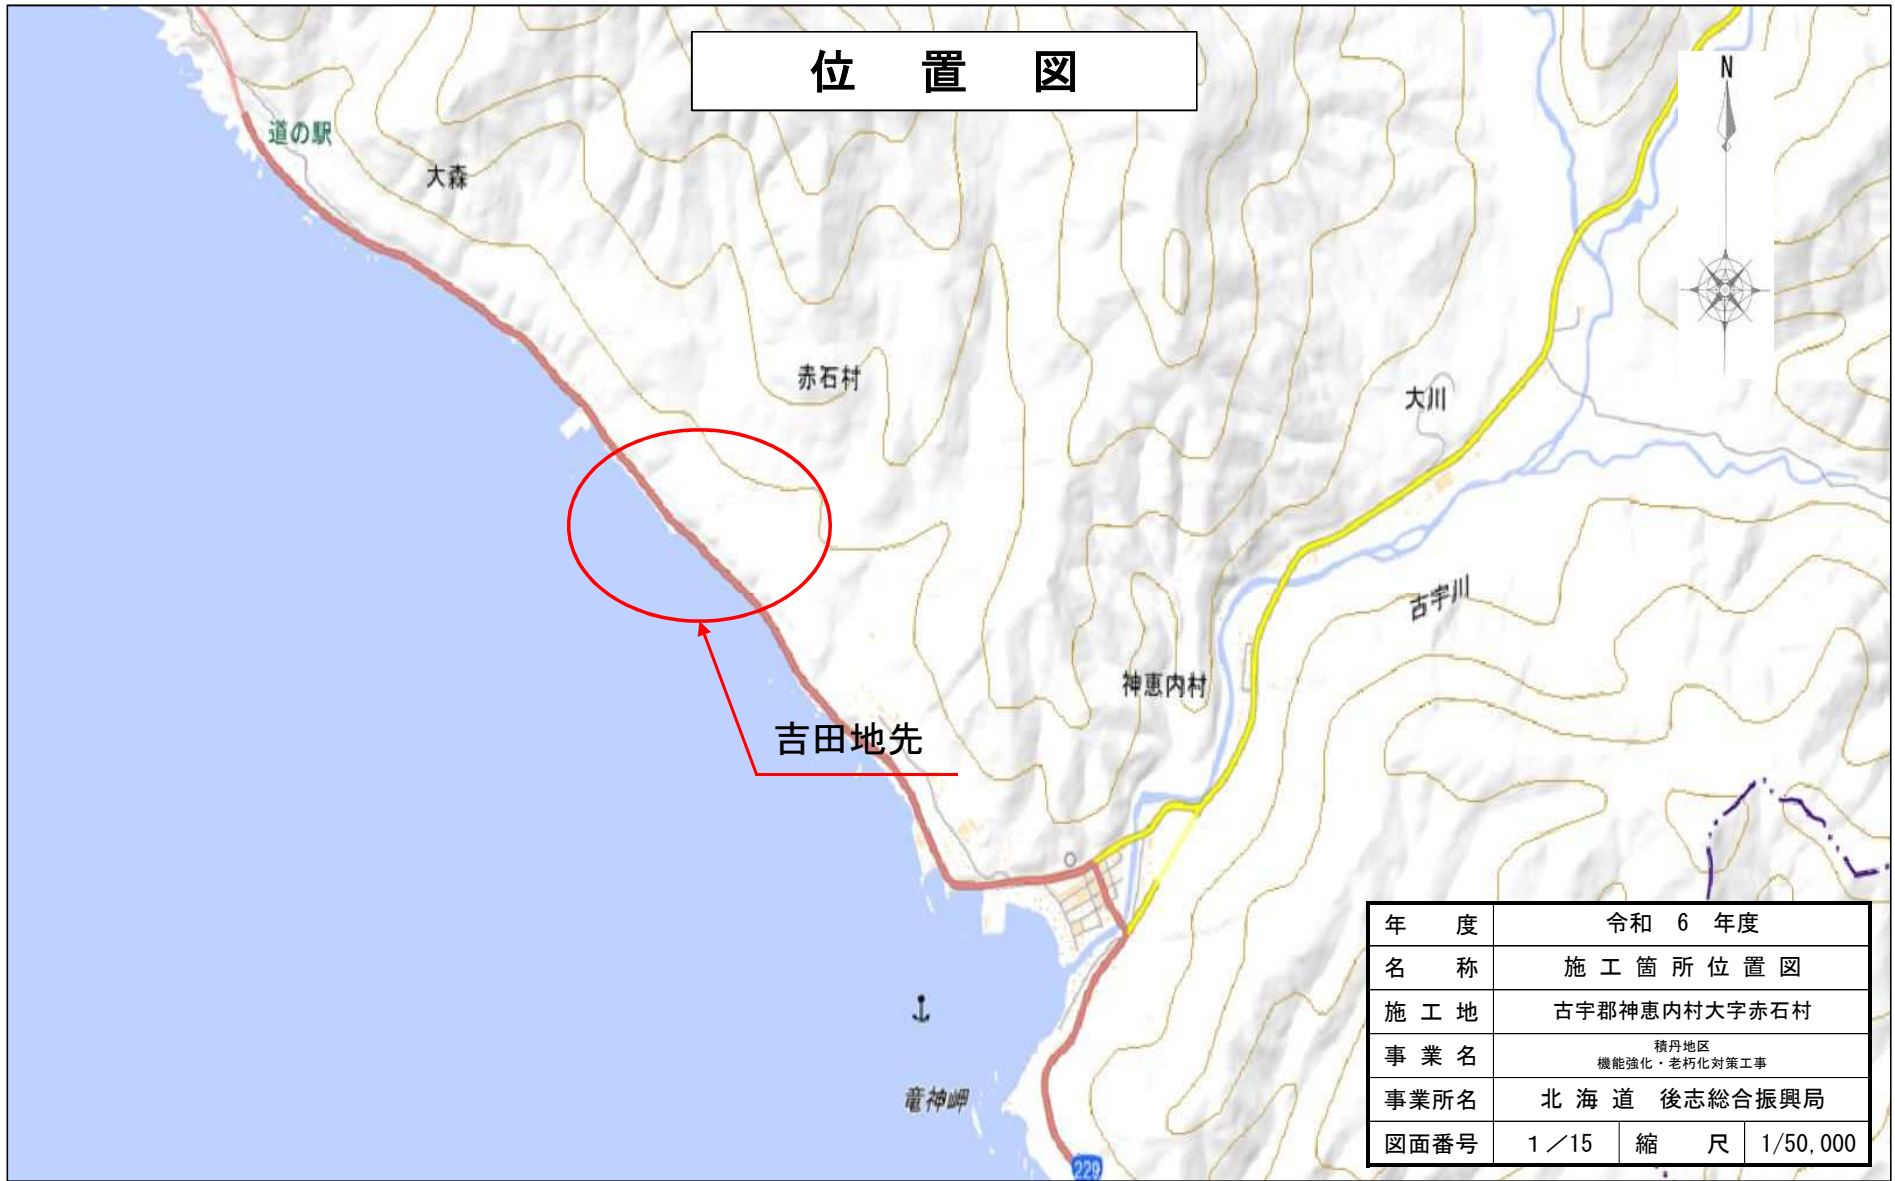 位 置 図
N
道の駅
大森
赤石村
大川
古宇川
神恵内村
吉田地先
竜神岬
229
年 度 令和 6 年度
名 称 施工箇所位置図
施工地 古宇郡神恵内村大字赤石村
事業名 積丹地区
機能強化・老朽化対策工事
事業所名 北海道 後志総合振興局
図面番号 1／15 縮 尺 1/50,000